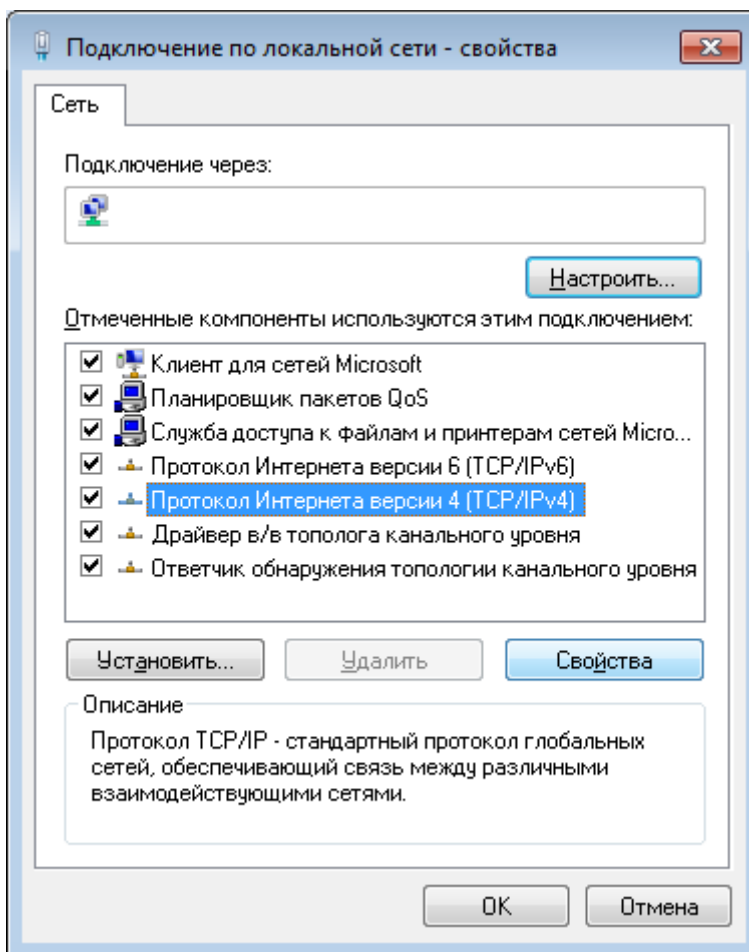 Подключение по локальной сети - свойства
Сеть
Подключение через:
Настроить...
Отмеченные компоненты используются этим подключением:
Клиент для сетей Microsoft
Планировщик пакетов QoS
Служба доступа к файлам и принтерам сетей Micro...
Протокол Интернета версии 6 (TCP/IPv6)
Протокол Интернета версии 4 (TCP/IPv4)
Драйвер в/в тополога канального уровня
Ответчик обнаружения топологии канального уровня
Установить...
Удалить
Свойства
Описание
Протокол TCP/IP - стандартный протокол глобальных
сетей, обеспечивающий связь между различными
взаимодействующими сетями.
OK
Отмена